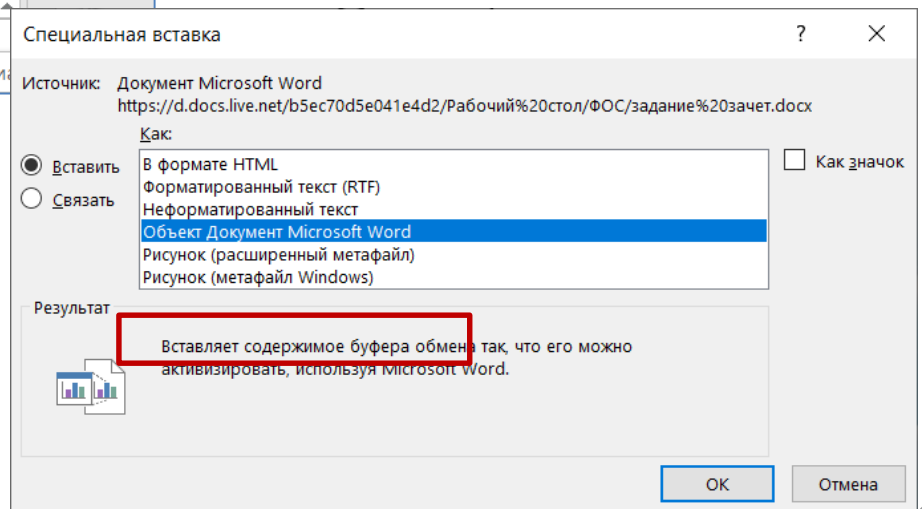 Специальная вставка
?
Источник: Документ Microsoft Word
https://d.docs.live.net/b5ec70d5e041e4d2/Рабочий%20стол/ФОС/задание%20зачет.docx
Как:
Вставить
Связать
В формате HTML
Форматированный текст (RTF)
Неформатированный текст
Объект Документ Microsoft Word
Рисунок (расширенный метафайл)
Рисунок (метафайл Windows)
Как значок
Результат
Вставляет содержимое буфера обмена так, что его можно
активизировать, используя Microsoft Word.
ОК
Отмена